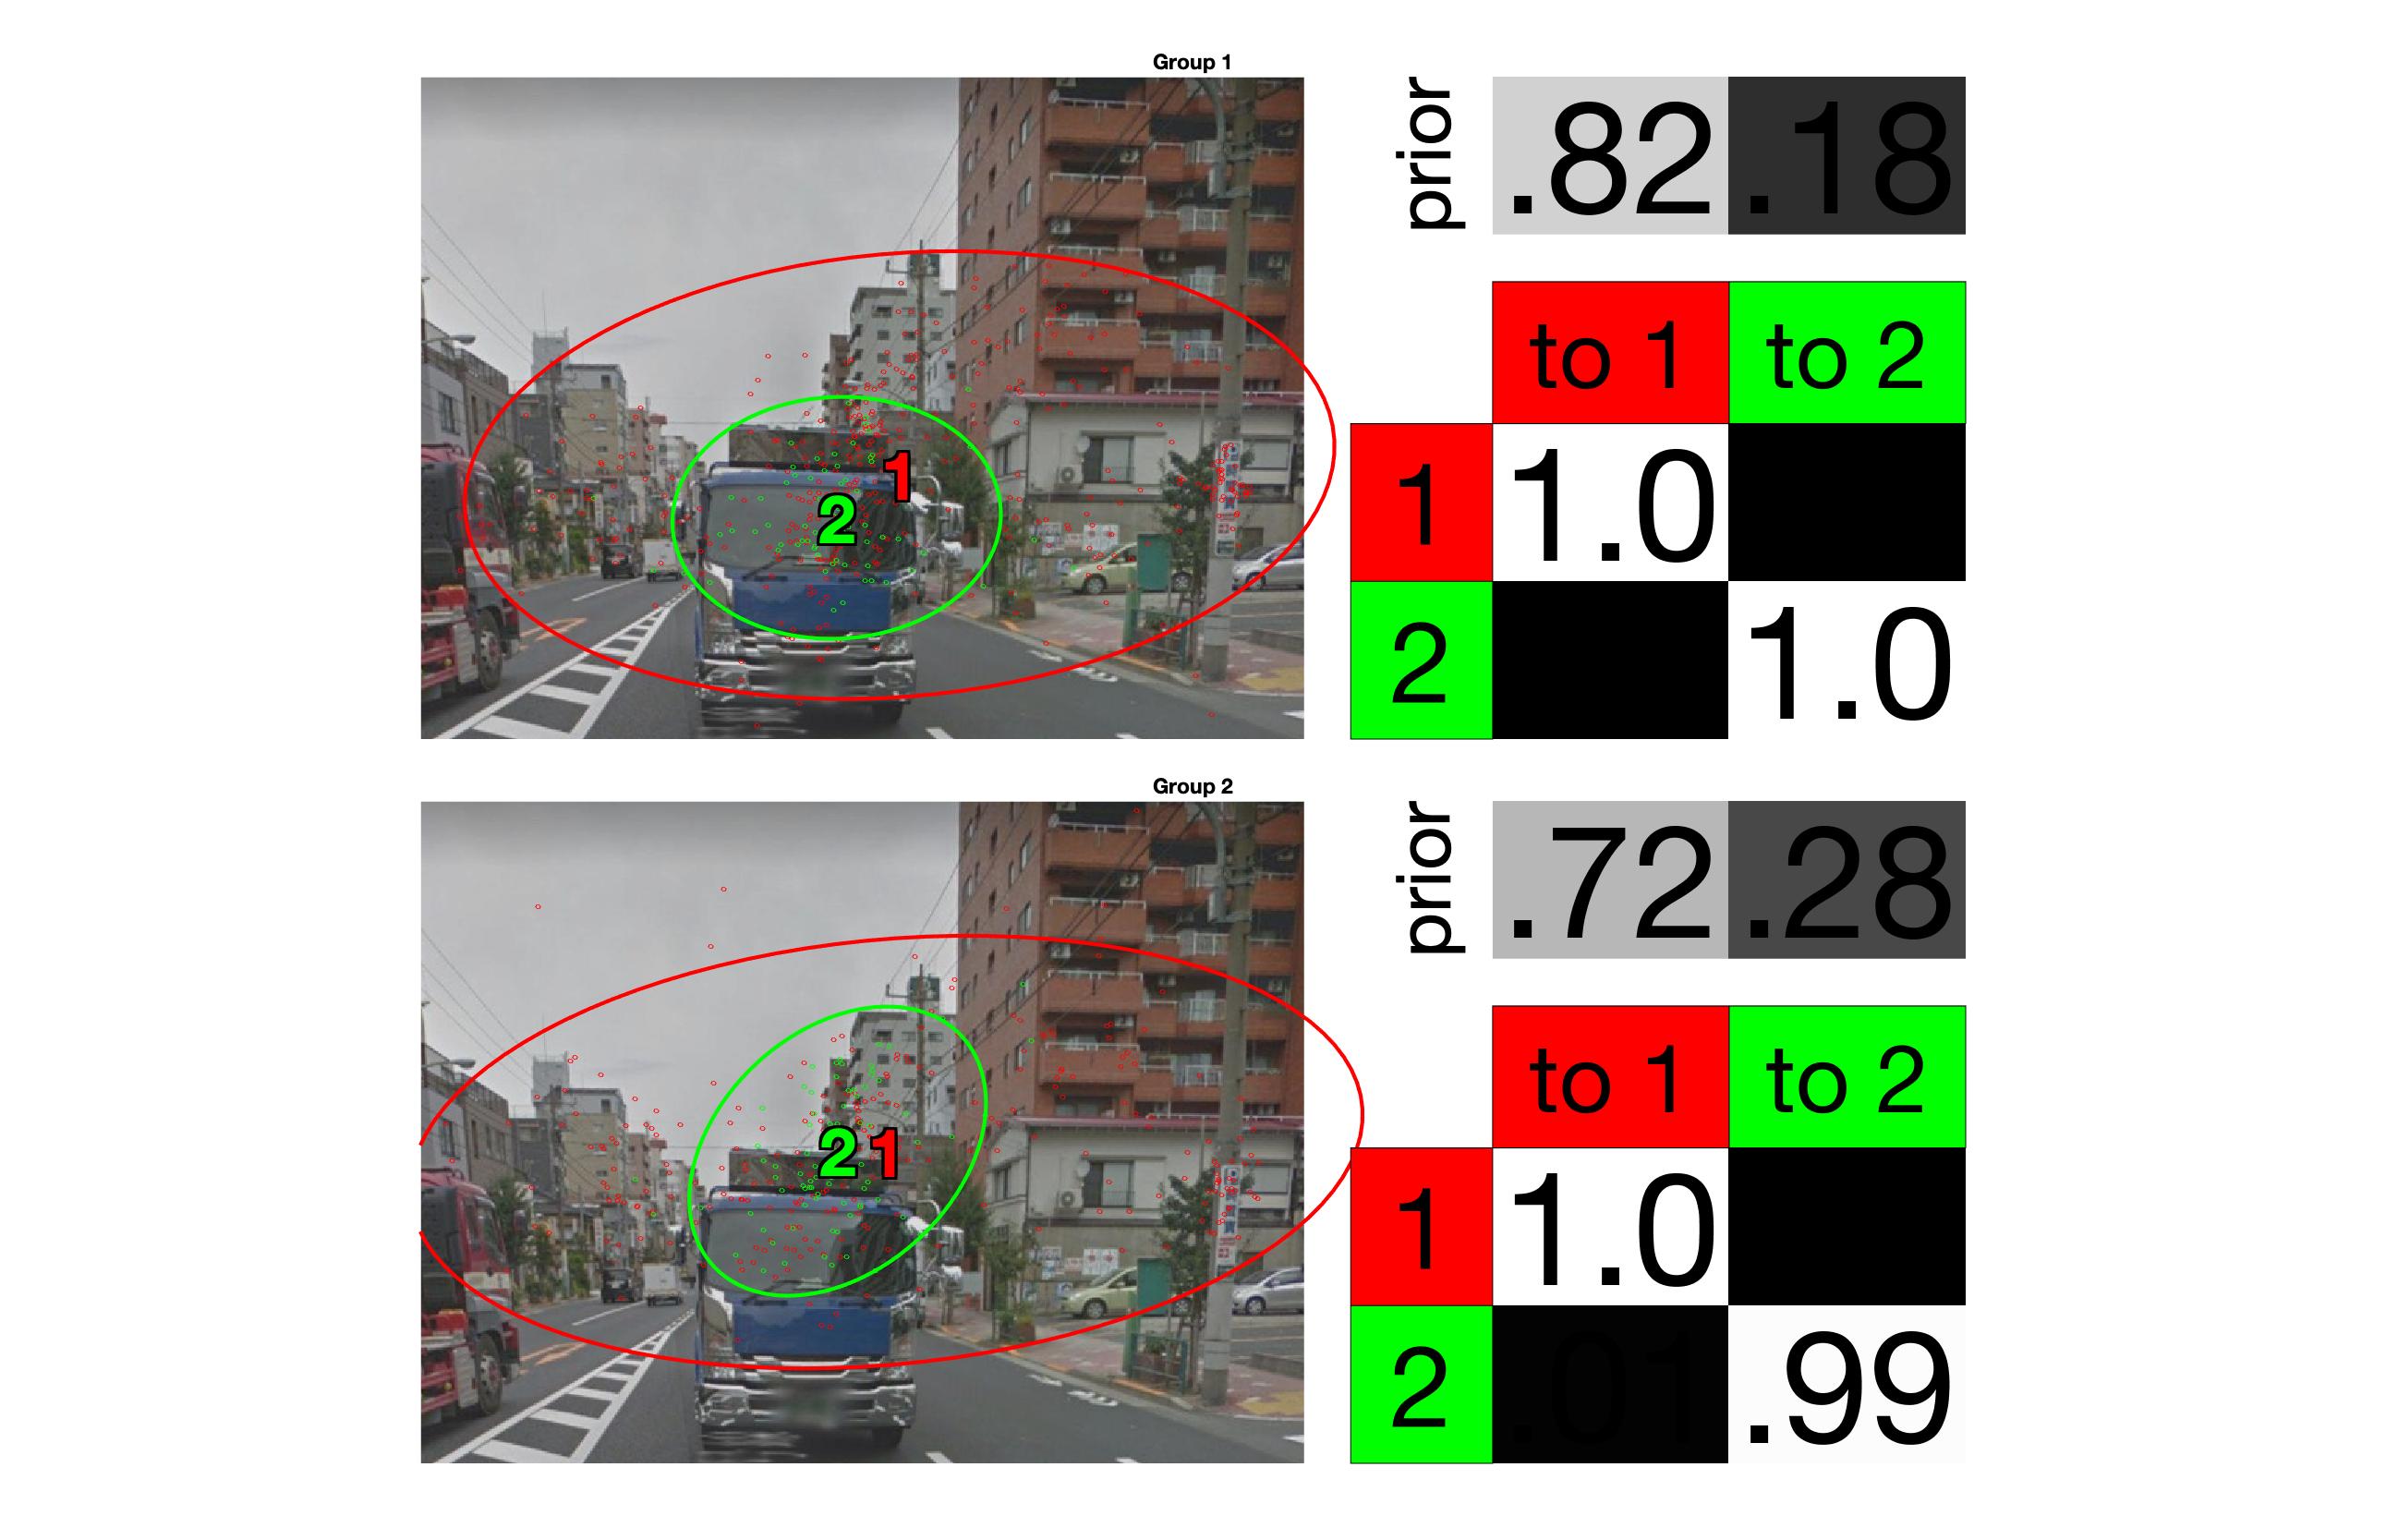 Group 1
prior .82 .18
to 1 to 2
1 1.0
2 1.0
1
2
Group 2
prior .72 .28
to 1 to 2
1 1.0
2 .01 .99
2 1